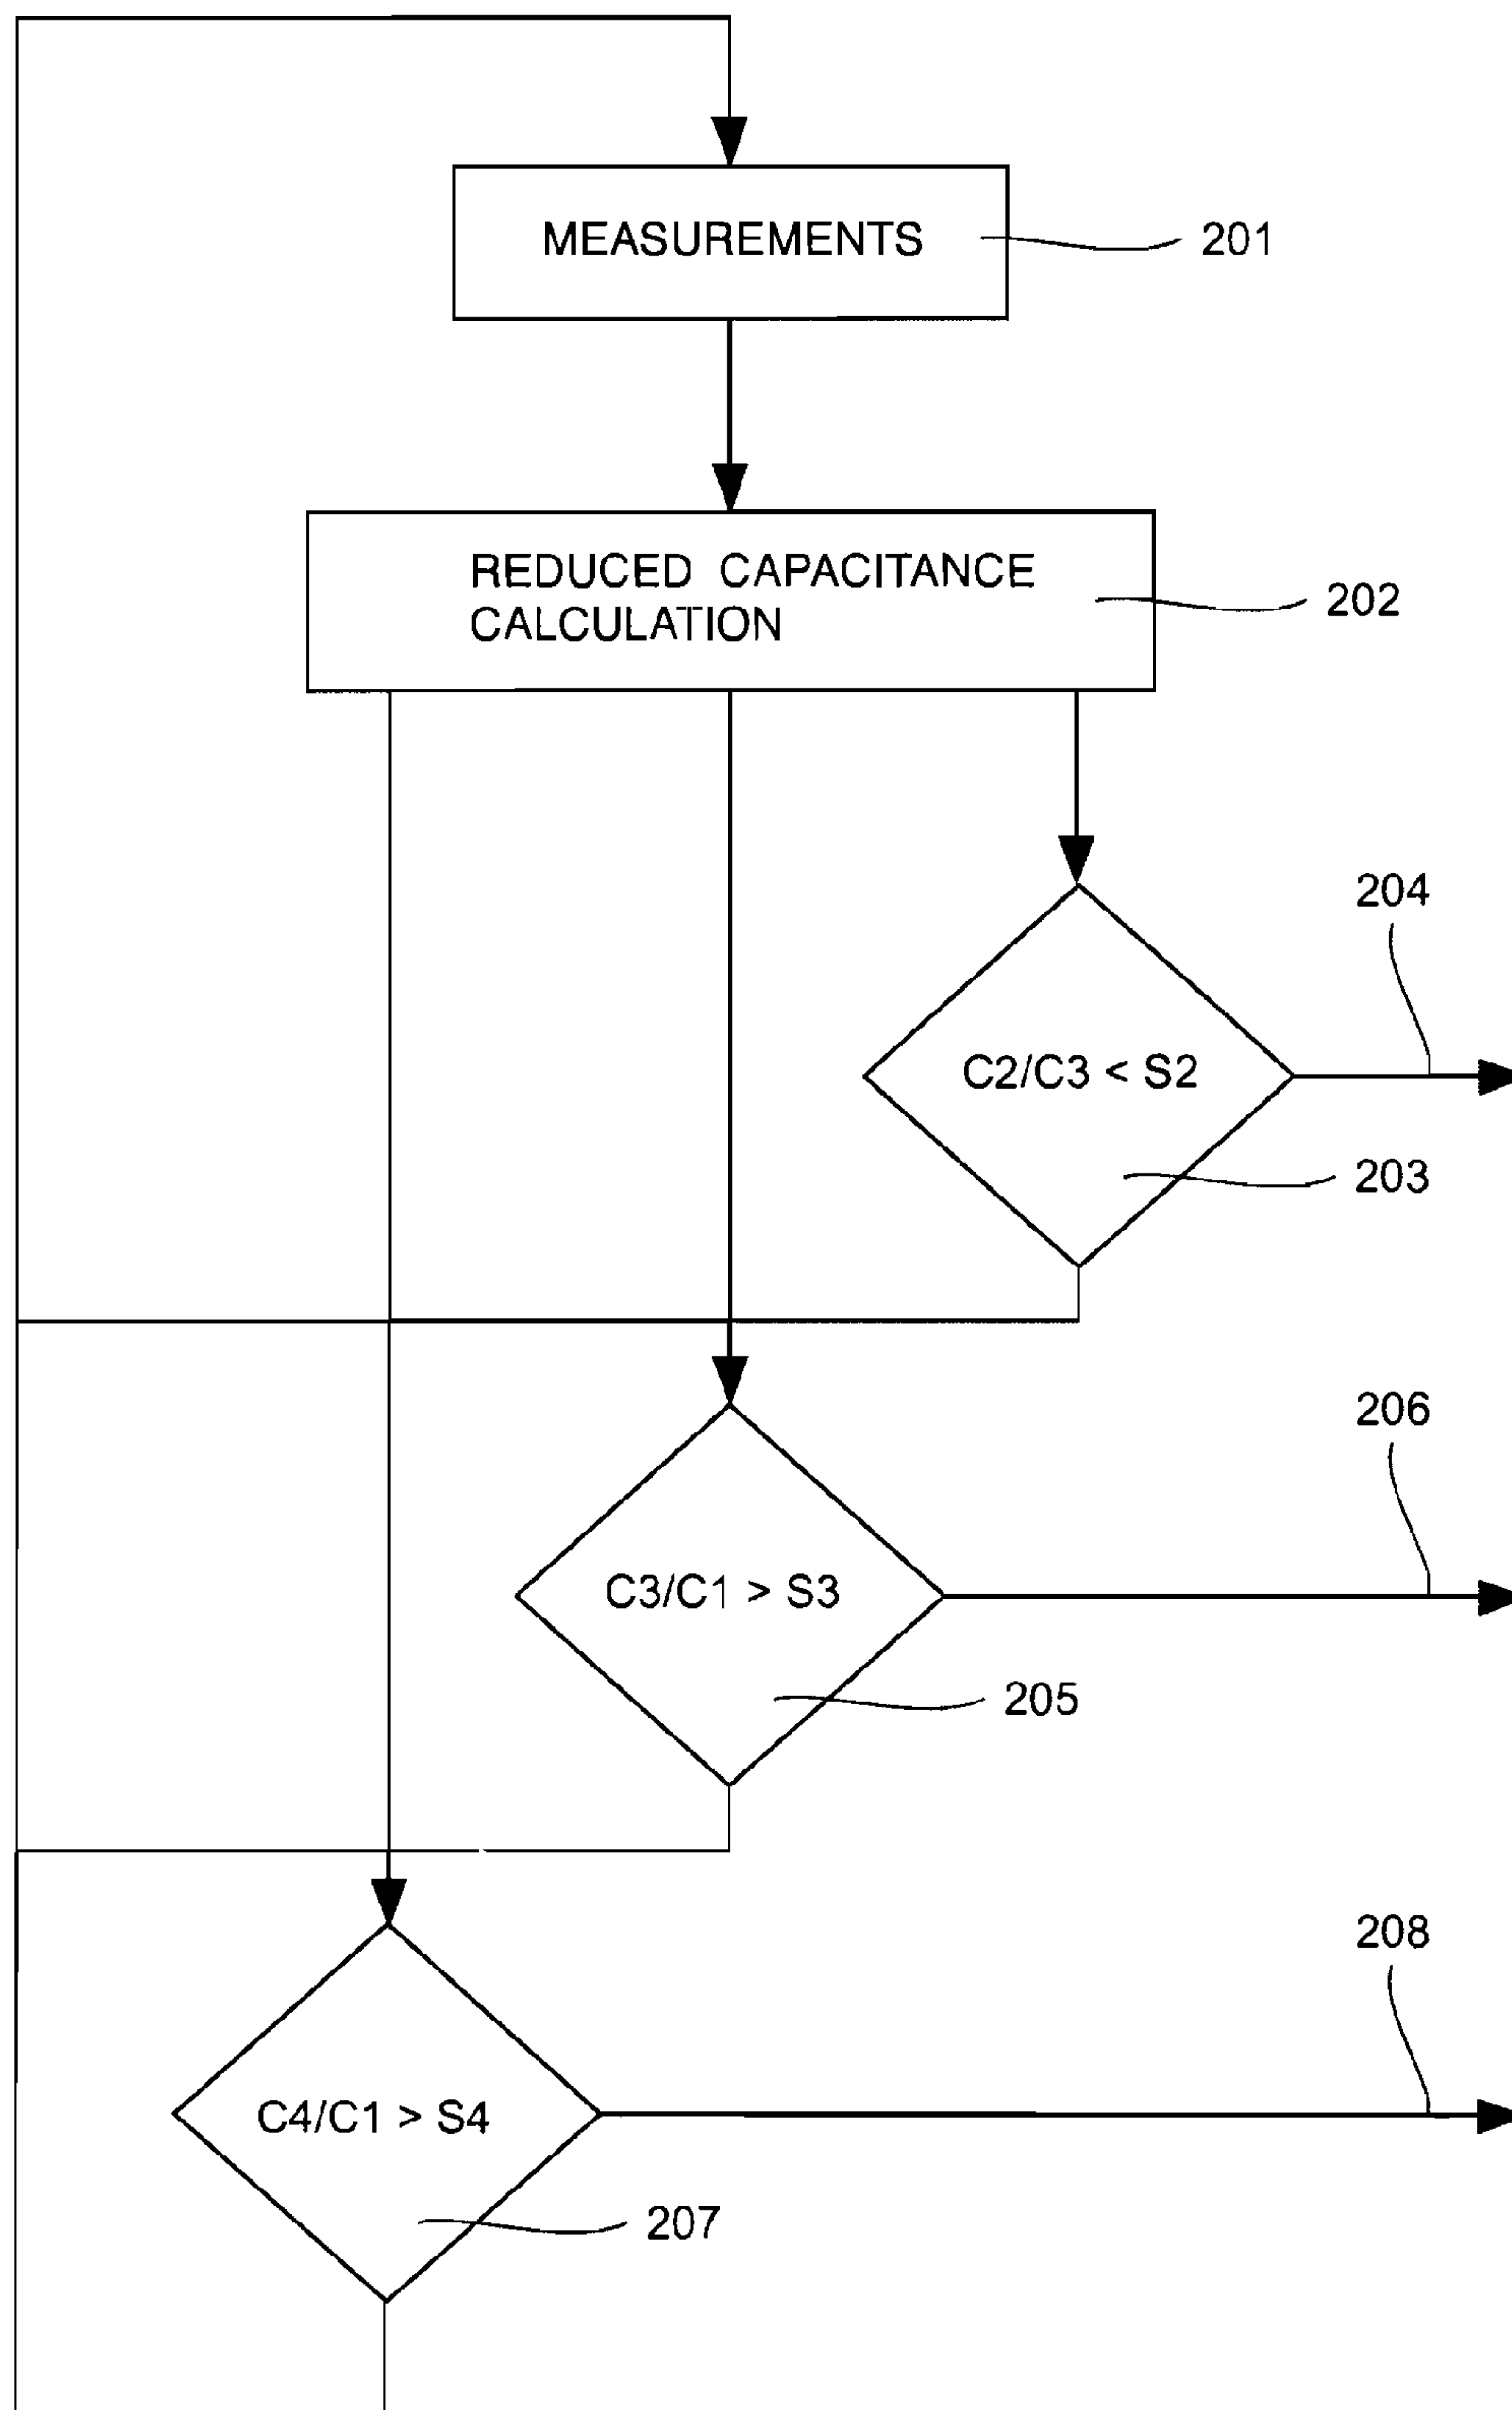 MEASUREMENTS
201
REDUCED CAPACITANCE
CALCULATION
202
204
C2/C3 < S2
203
206
C3/C1 > S3
205
208
C4/C1 > S4
207